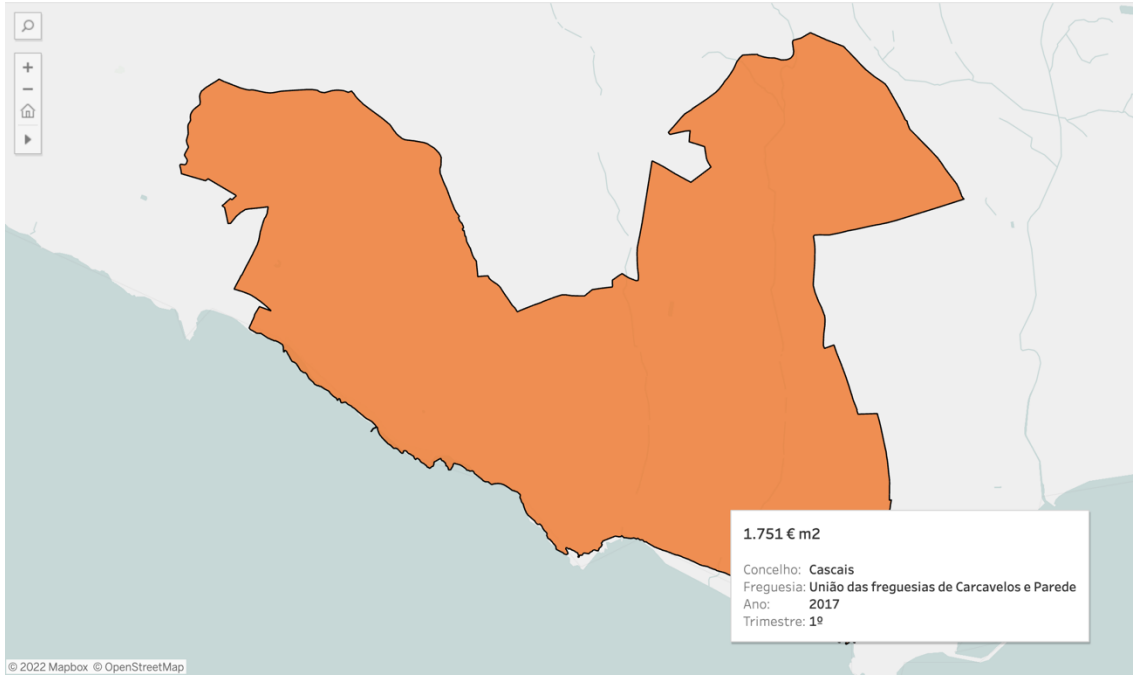 1.751 € m2
Concelho: Cascais
Freguesia: União das freguesias de Carcavelos e Parede
Ano: 2017
Trimestre: 1º
© 2022 Mapbox © OpenStreetMap